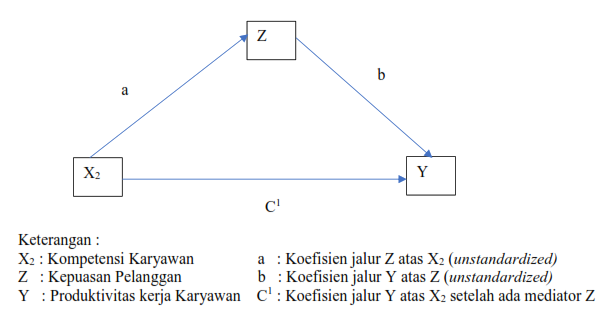 Z
a
b
X₂
Y
C¹
Keterangan :
X₂ : Kompetensi Karyawan a : Koefisien jalur Z atas X₂ (unstandardized)
Z : Kepuasan Pelanggan b : Koefisien jalur Y atas Z (unstandardized)
Y : Produktivitas kerja Karyawan C¹ : Koefisien jalur Y atas X₂ setelah ada mediator Z